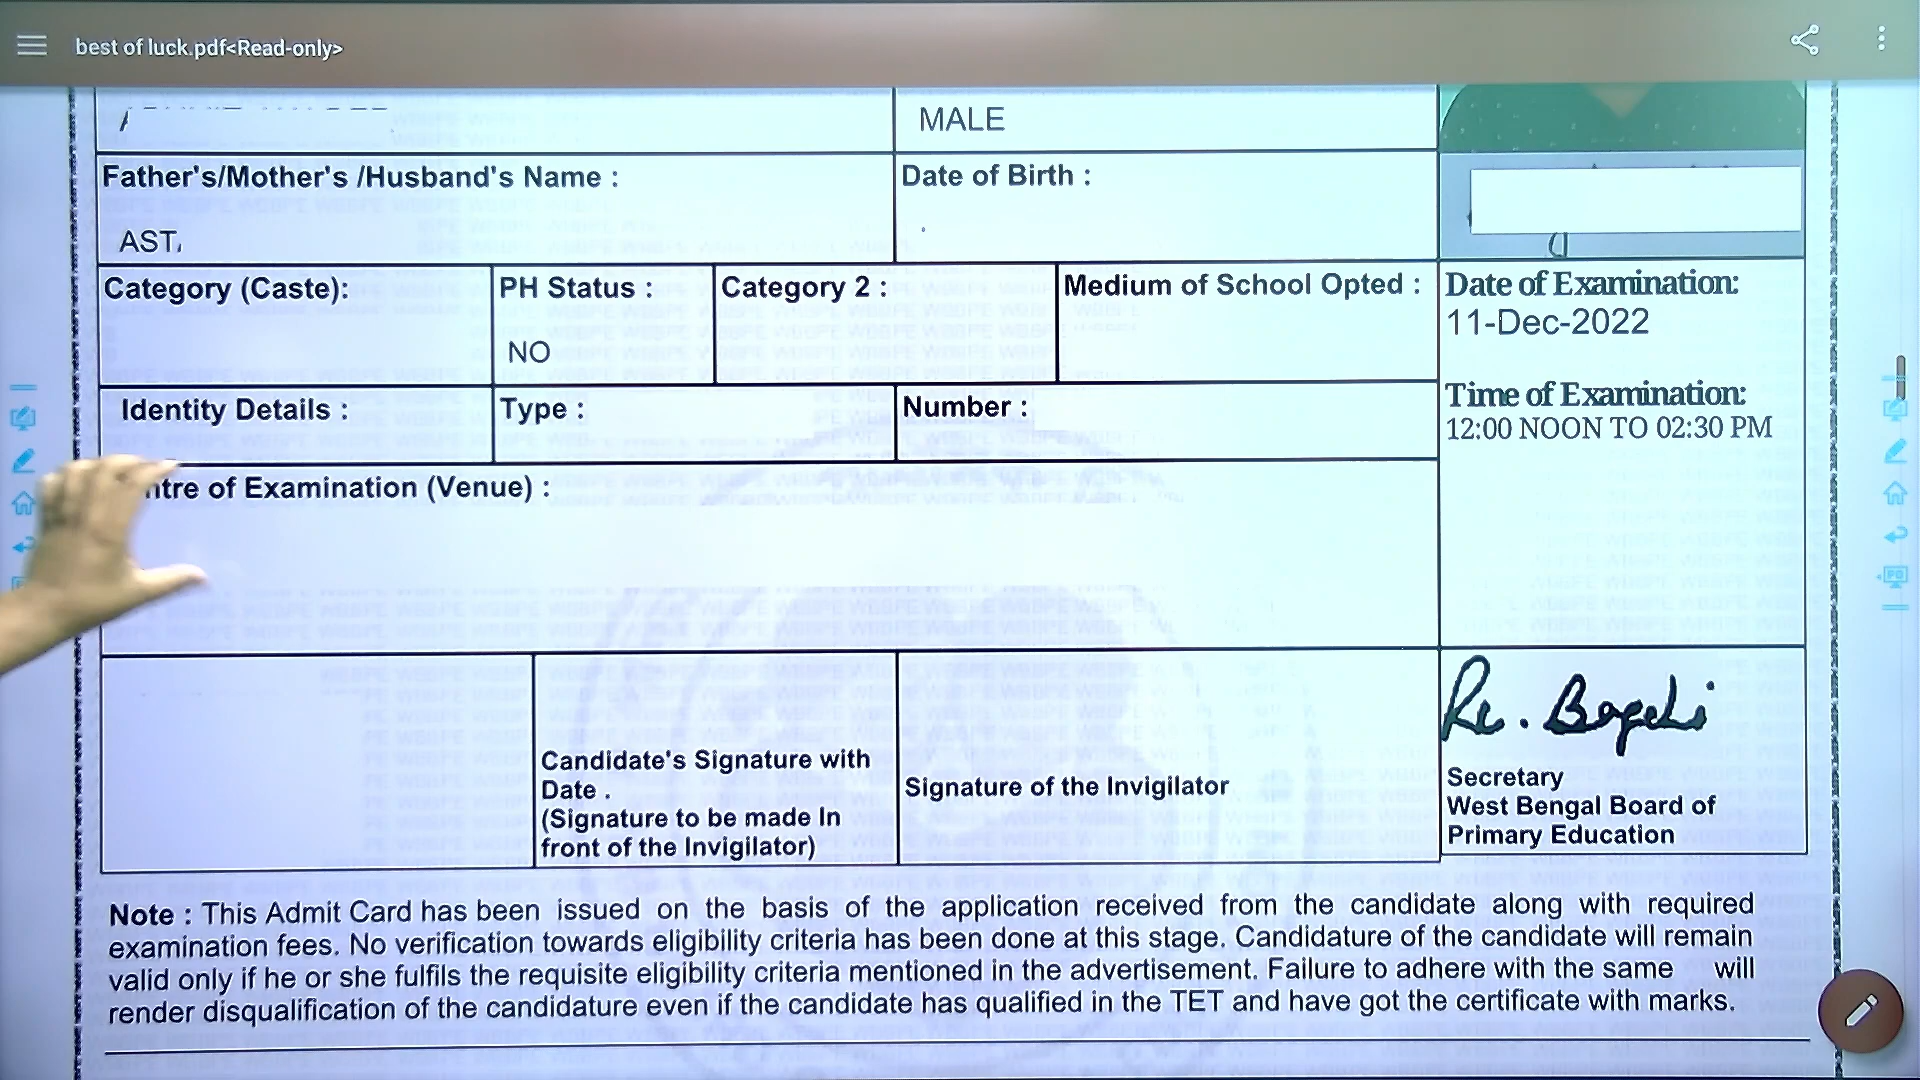 best of luck.pdf<Read-only>
MALE
Father's/Mother's /Husband's Name :
Date of Birth :
AST
Category (Caste):
PH Status :
Category 2 :
Medium of School Opted :
Date of Examination:
11-Dec-2022
NO
Time of Examination:
12:00 NOON TO 02:30 PM
Identity Details :
Type :
Number :
ntre of Examination (Venue) :
Candidate's Signature with
Date .
(Signature to be made In
front of the Invigilator)
Signature of the Invigilator
Secretary
West Bengal Board of
Primary Education
Note : This Admit Card has been issued on the basis of the application received from the candidate along with required
examination fees. No verification towards eligibility criteria has been done at this stage. Candidature of the candidate will remain
valid only if he or she fulfils the requisite eligibility criteria mentioned in the advertisement. Failure to adhere with the same will
render disqualification of the candidature even if the candidate has qualified in the TET and have got the certificate with marks.